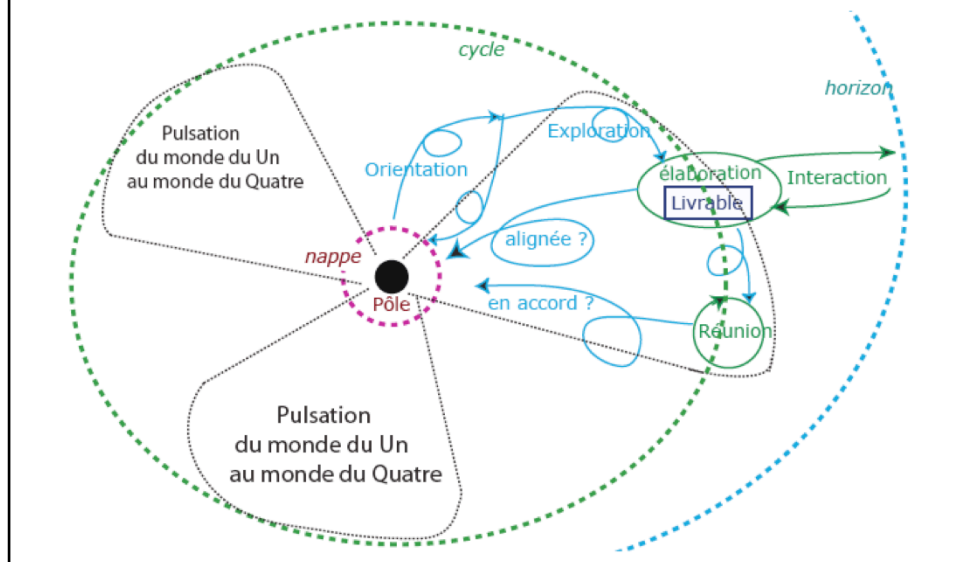 cycle
horizon
Pulsation
du monde du Un
au monde du Quatre
Orientation
Exploration
élaboration
Livrable
Interaction
alignée ?
nappe
Pôle
en accord ?
Réunion
Pulsation
du monde du Un
au monde du Quatre